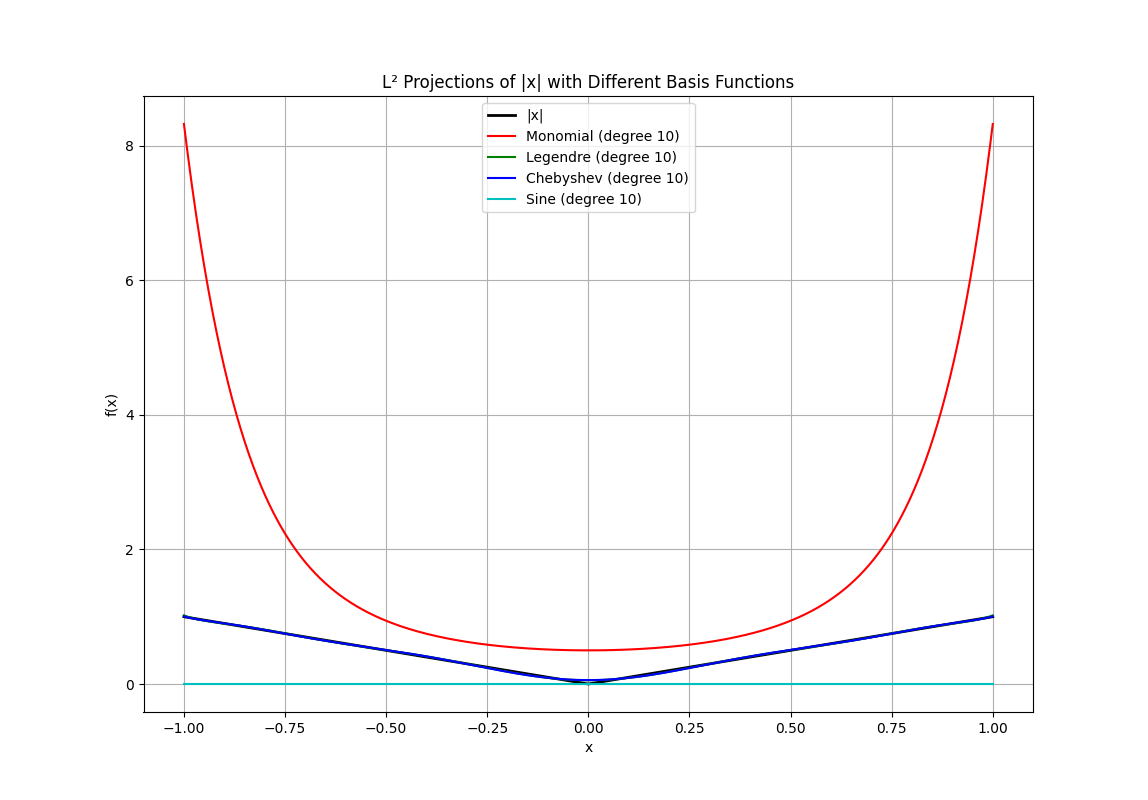 L² Projections of |x| with Different Basis Functions
|x|
Monomial (degree 10)
Legendre (degree 10)
Chebyshev (degree 10)
Sine (degree 10)
f(x)
8
6
4
2
0
−1.00 −0.75 −0.50 −0.25 0.00 0.25 0.50 0.75 1.00
x